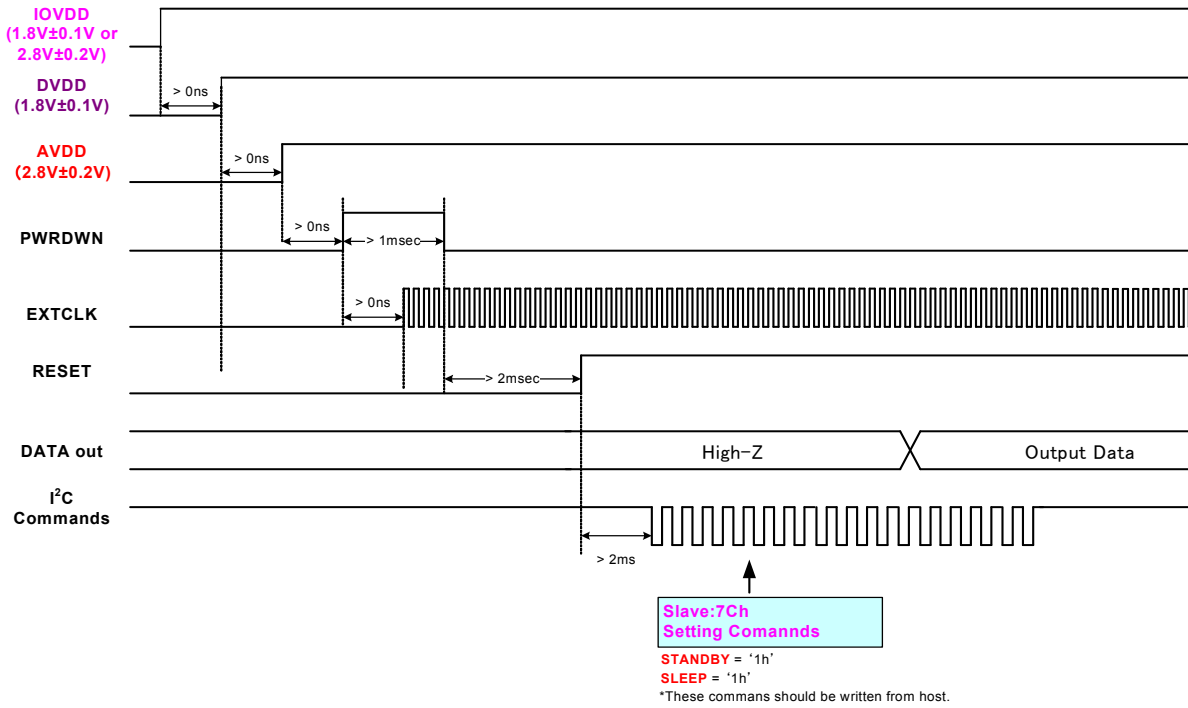 IOVDD
(1.8V±0.1V or
2.8V±0.2V)
> 0ns
DVDD
(1.8V±0.1V)
> 0ns
AVDD
(2.8V±0.2V)
> 0ns
> 1msec
PWRDWN
> 0ns
EXTCLK
RESET
> 2msec
DATA out
High-Z
Output Data
I²C
Commands
> 2ms
Slave:7Ch
Setting Comannds
STANDBY = ‘1h’
SLEEP = ‘1h’
*These commans should be written from host.